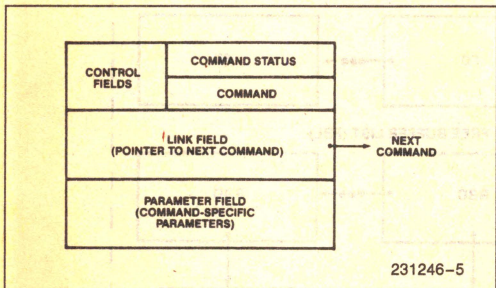 CONTROL
FIELDS
COMMAND STATUS
COMMAND
LINK FIELD
(POINTER TO NEXT COMMAND)
NEXT
COMMAND
PARAMETER FIELD
(COMMAND-SPECIFIC
PARAMETERS)
231246-5